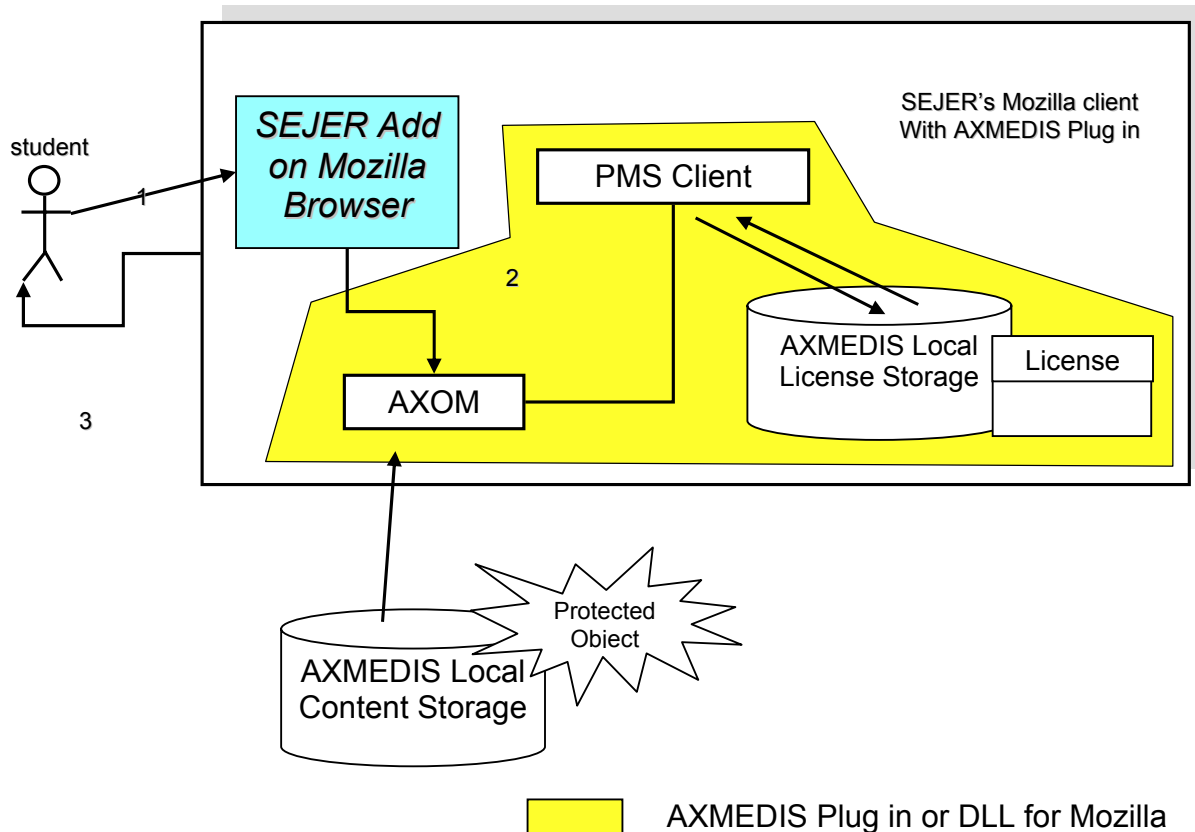 SEJER's Mozilla client
With AXMEDIS Plug in
student
1
SEJER Add
on Mozilla
Browser
PMS Client
2
AXMEDIS Local
License Storage
License
AXOM
3
Protected
Object
AXMEDIS Local
Content Storage
AXMEDIS Plug in or DLL for Mozilla